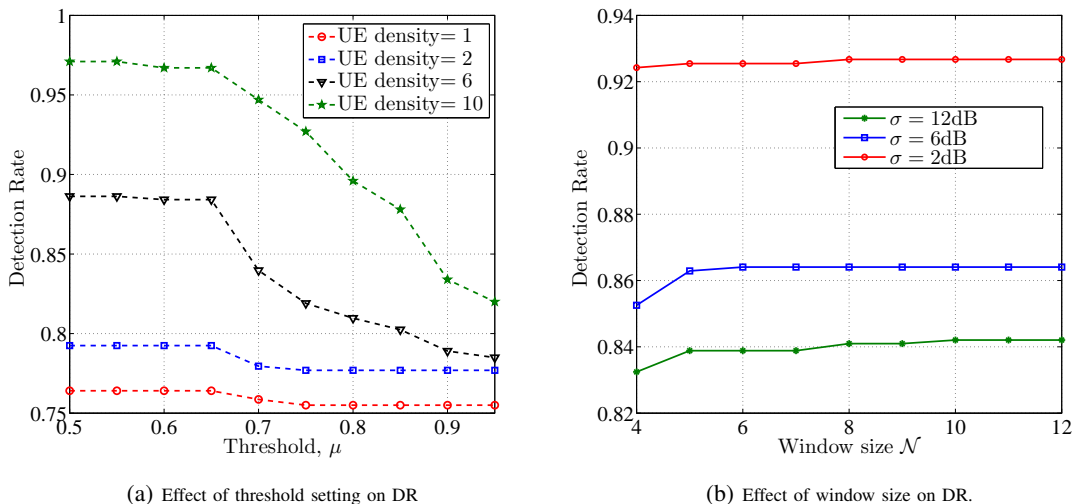 1
0.95
0.9
0.85
0.8
0.75
Detection Rate
UE density= 1
UE density= 2
UE density= 6
UE density= 10
0.5 0.6 0.7 0.8 0.9
Threshold, μ
(a) Effect of threshold setting on DR
0.94
0.92
0.9
0.88
0.86
0.84
0.82
Detection Rate
σ = 12dB
σ = 6dB
σ = 2dB
4 6 8 10 12
Window size 𝒩
(b) Effect of window size on DR.